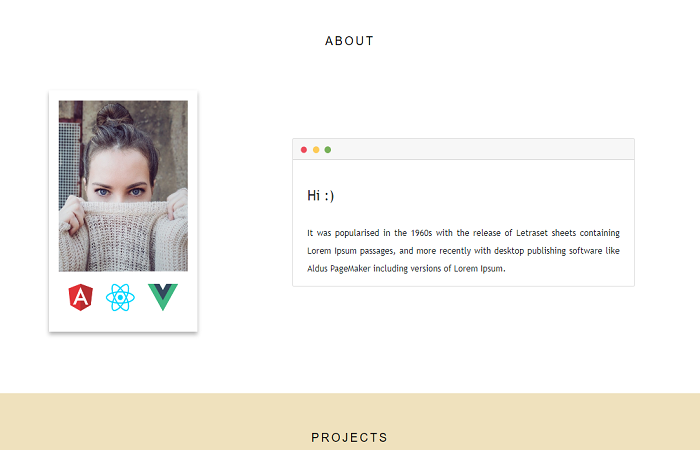 ABOUT
A
Hi :)
It was popularised in the 1960s with the release of Letraset sheets containing
Lorem Ipsum passages, and more recently with desktop publishing software like
Aldus PageMaker including versions of Lorem Ipsum.
PROJECTS